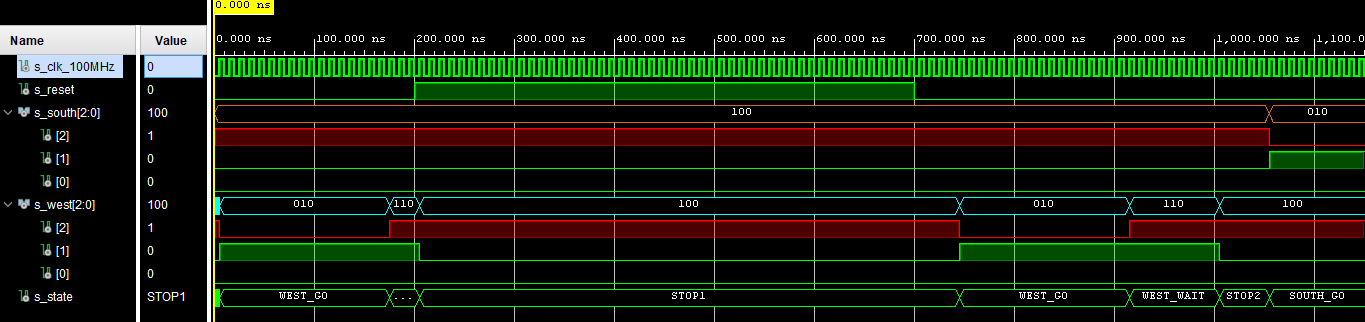 0.000 ns
Name Value
0.000 ns 100.000 ns 200.000 ns 300.000 ns 400.000 ns 500.000 ns 600.000 ns 700.000 ns 800.000 ns 900.000 ns 1,000.000 ns 1,100.00
s_clk_100MHz 0
s_reset 0
s_south[2:0] 100 100 010
[2] 1
[1] 0
[0] 0
s_west[2:0] 100 010 110 100 010 110 100
[2] 1
[1] 0
[0] 0
s_state STOP1 WEST_GO ... STOP1 WEST_GO WEST_WAIT STOP2 SOUTH_GO